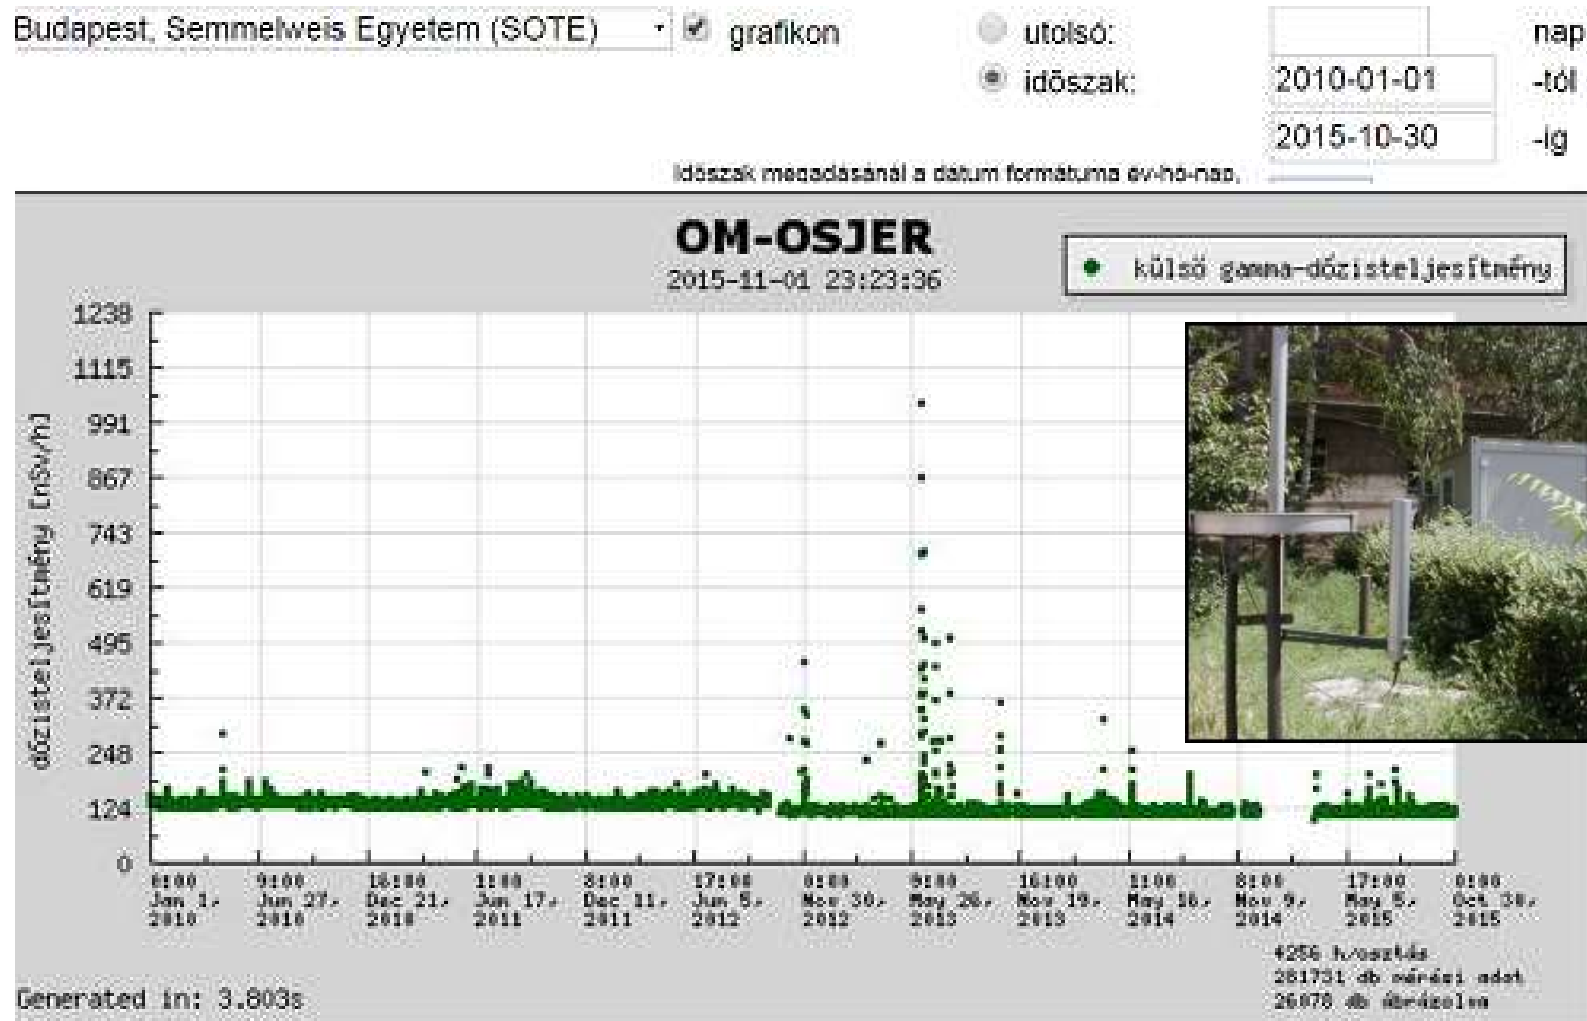 Budapest, Semmelweis Egyetem (SOTE)
grafikon
utolsó:
nap
időszak:
2010-01-01
-tól
2015-10-30
-ig
Időszak megadásánál a dátum formátuma év-hó-nap.
OM-OSJER
2015-11-01 23:23:36
külső gamma-dózisteljesítmény
dózisteljesítmény [nSv/h]
1238
1115
991
867
743
619
495
372
248
124
0
0:00 9:00 16:00 1:00 8:00 17:00 0:00 9:00 16:00 1:00 8:00 17:00 0:00
Jan 1, Jun 27, Dec 21, Jun 17, Dec 11, Jun 5, Nov 30, May 26, Nov 19, May 16, Nov 9, May 5, Oct 30,
2010 2010 2010 2011 2011 2012 2012 2013 2013 2014 2014 2015 2015
4256 h/osztás
281731 db mérési adat
26078 db ábrázolva
Generated in: 3.803s